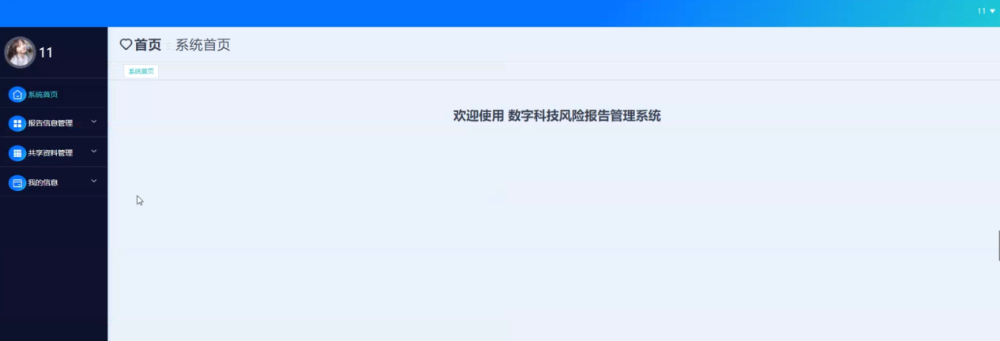 11
11
首页 系统首页
系统首页
系统首页
报告信息管理
共享资料管理
我的信息
欢迎使用 数字科技风险报告管理系统